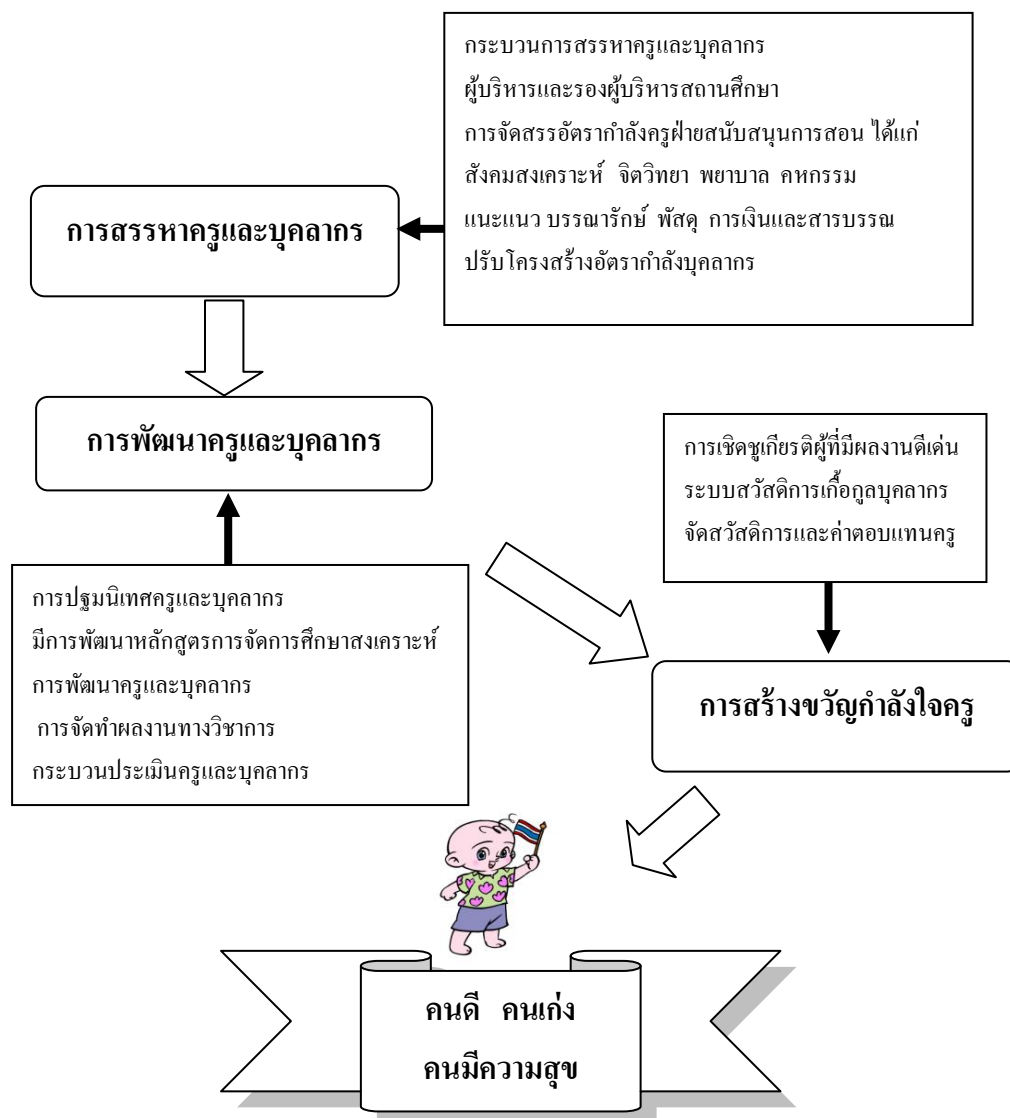 กระบวนการสรรหาครูและบุคลากร
ผู้บริหารและรองผู้บริหารสถานศึกษา
การจัดสรรอัตรากำลังครูฝ่ายสนับสนุนการสอน ได้แก่
สังคมสงเคราะห์ จิตวิทยา พยาบาล คหกรรม
แนะแนว บรรณารักษ์ พัสดุ การเงินและสารบรรณ
ปรับโครงสร้างอัตรากำลังบุคลากร
การสรรหาครูและบุคลากร
การพัฒนาครูและบุคลากร
การเชิดชูเกียรติผู้ที่มีผลงานดีเด่น
ระบบสวัสดิการเกื้อกูลบุคลากร
จัดสวัสดิการและค่าตอบแทนครู
การปฐมนิเทศครูและบุคลากร
มีการพัฒนาหลักสูตรการจัดการศึกษาสงเคราะห์
การพัฒนาครูและบุคลากร
การจัดทำผลงานทางวิชาการ
กระบวนประเมินครูและบุคลากร
การสร้างขวัญกำลังใจครู
คนดี คนเก่ง
คนมีความสุข